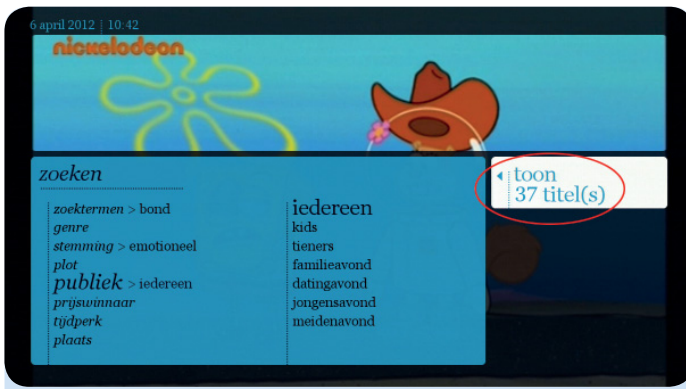 6 april 2012 | 10:42
nickelodeon
zoeken
zoektermen > bond
genre
stemming > emotioneel
plot
publiek > iedereen
prijswinnaar
tijdperk
plaats
iedereen
kids
tieners
familieavond
datingavond
jongensavond
meidenavond
toon
37 titel(s)